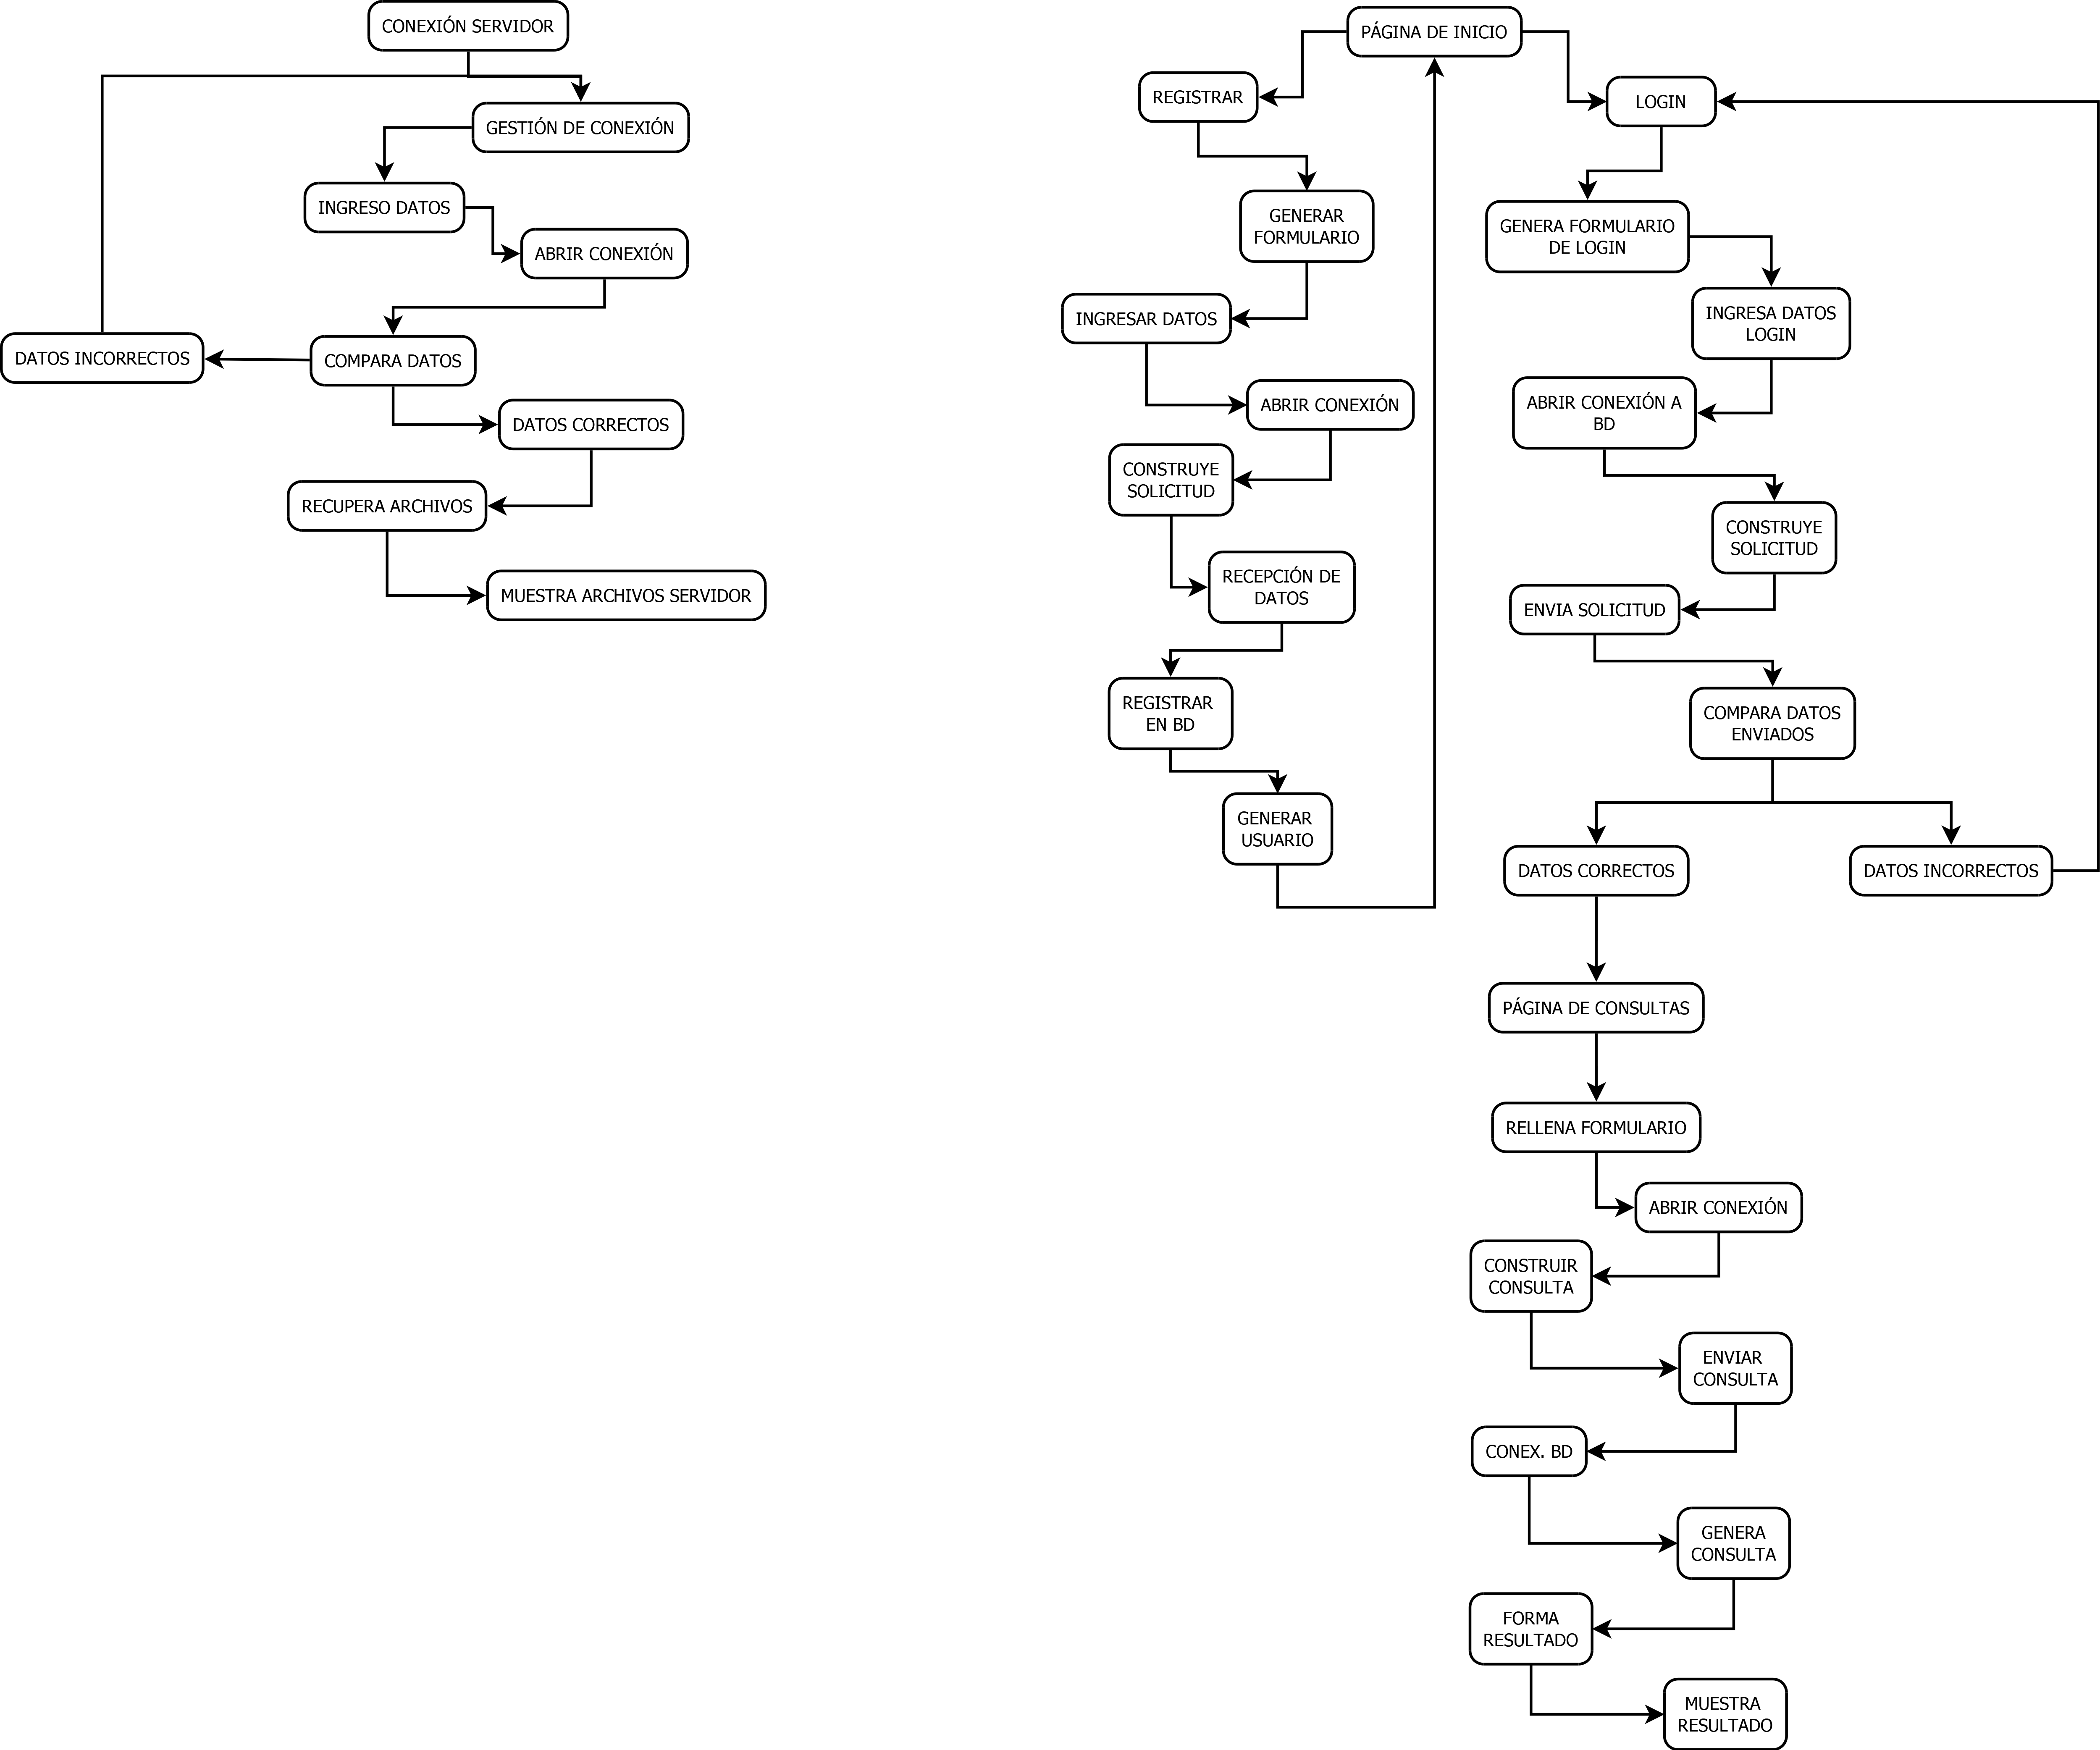 CONEXIÓN SERVIDOR
GESTIÓN DE CONEXIÓN
INGRESO DATOS
ABRIR CONEXIÓN
DATOS INCORRECTOS
COMPARA DATOS
DATOS CORRECTOS
RECUPERA ARCHIVOS
MUESTRA ARCHIVOS SERVIDOR
PÁGINA DE INICIO
REGISTRAR
GENERAR
FORMULARIO
INGRESAR DATOS
ABRIR CONEXIÓN
CONSTRUYE
SOLICITUD
RECEPCIÓN DE
DATOS
REGISTRAR
EN BD
GENERAR
USUARIO
LOGIN
GENERA FORMULARIO
DE LOGIN
INGRESA DATOS
LOGIN
ABRIR CONEXIÓN A
BD
CONSTRUYE
SOLICITUD
ENVIA SOLICITUD
COMPARA DATOS
ENVIADOS
DATOS CORRECTOS
DATOS INCORRECTOS
PÁGINA DE CONSULTAS
RELLENA FORMULARIO
ABRIR CONEXIÓN
CONSTRUIR
CONSULTA
ENVIAR
CONSULTA
CONEX. BD
GENERA
CONSULTA
FORMA
RESULTADO
MUESTRA
RESULTADO